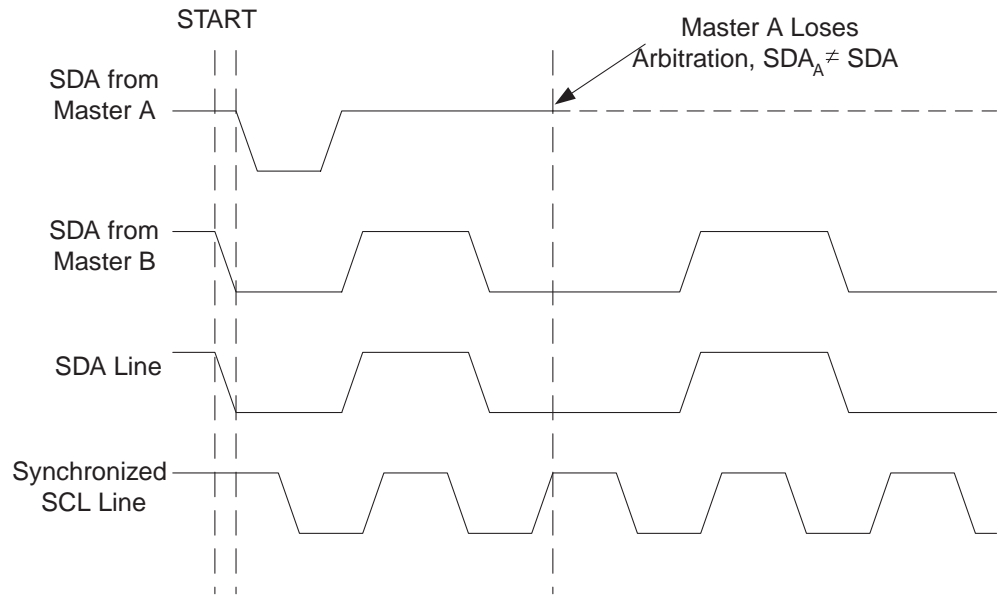 START
Master A Loses
Arbitration, SDA_A ≠ SDA
SDA from
Master A
SDA from
Master B
SDA Line
Synchronized
SCL Line